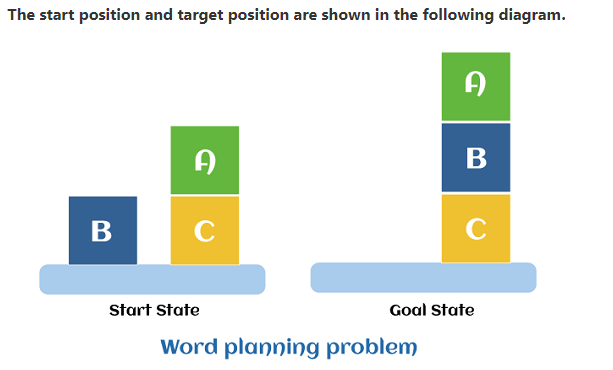 The start position and target position are shown in the following diagram.
A
A
B
B
C
C
Start State
Goal State
Word planning problem